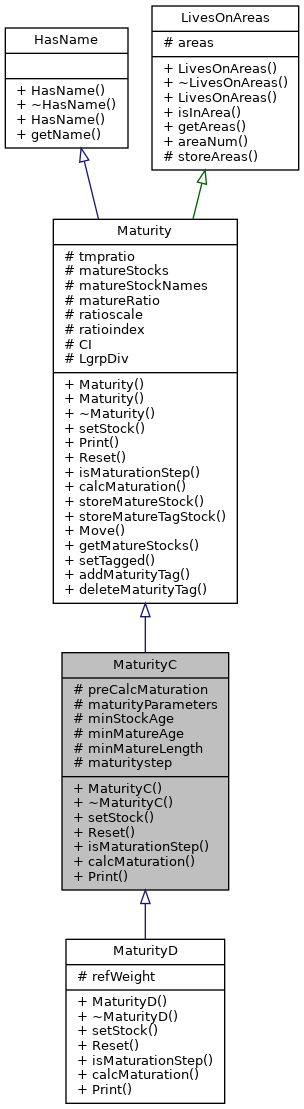 HasName
+ HasName()
+ ~HasName()
+ HasName()
+ getName()
LivesOnAreas
# areas
+ LivesOnAreas()
+ ~LivesOnAreas()
+ LivesOnAreas()
+ isInArea()
+ getAreas()
+ areaNum()
# storeAreas()
Maturity
# tmpratio
# matureStocks
# matureStockNames
# matureRatio
# ratioscale
# ratioindex
# CI
# LgrpDiv
+ Maturity()
+ Maturity()
+ ~Maturity()
+ setStock()
+ Print()
+ Reset()
+ isMaturationStep()
+ calcMaturation()
+ storeMatureStock()
+ storeMatureTagStock()
+ Move()
+ getMatureStocks()
+ setTagged()
+ addMaturityTag()
+ deleteMaturityTag()
MaturityC
# preCalcMaturation
# maturityParameters
# minStockAge
# minMatureAge
# minMatureLength
# maturitystep
+ MaturityC()
+ ~MaturityC()
+ setStock()
+ Reset()
+ isMaturationStep()
+ calcMaturation()
+ Print()
MaturityD
# refWeight
+ MaturityD()
+ ~MaturityD()
+ setStock()
+ Reset()
+ isMaturationStep()
+ calcMaturation()
+ Print()